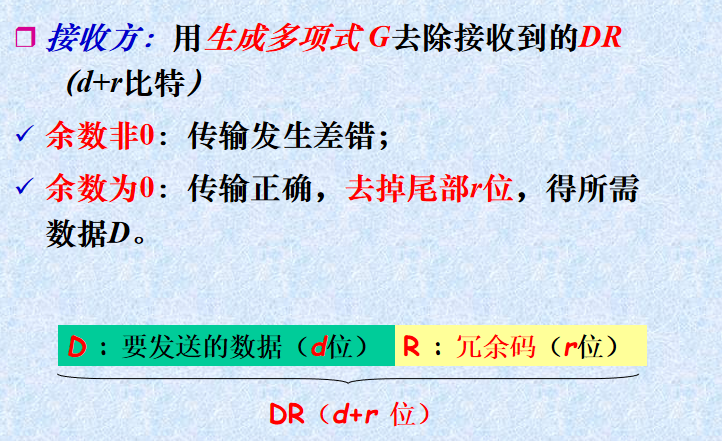 接收方：用生成多项式 G去除接收到的DR
（d+r比特）
余数非0：传输发生差错；
余数为0：传输正确，去掉尾部r位，得所需
数据D。
D ：要发送的数据（d位） R ：冗余码（r位）
DR（d+r 位）